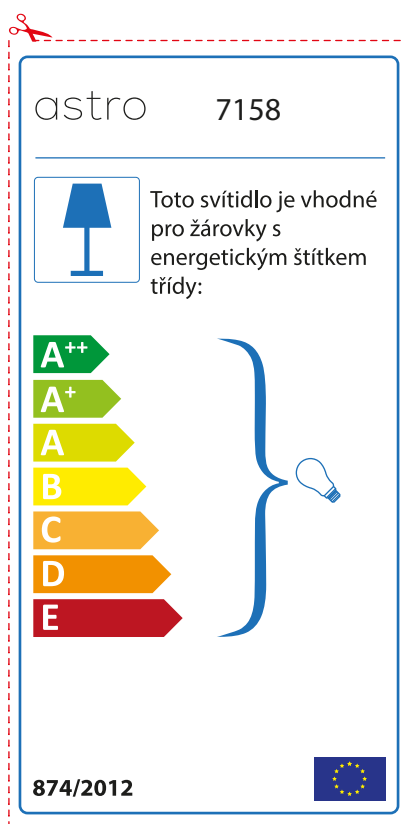 astro 7158
Toto svítidlo je vhodné
pro žárovky s
energetickým štítkem
třídy:
A++
A+
A
B
C
D
E
874/2012